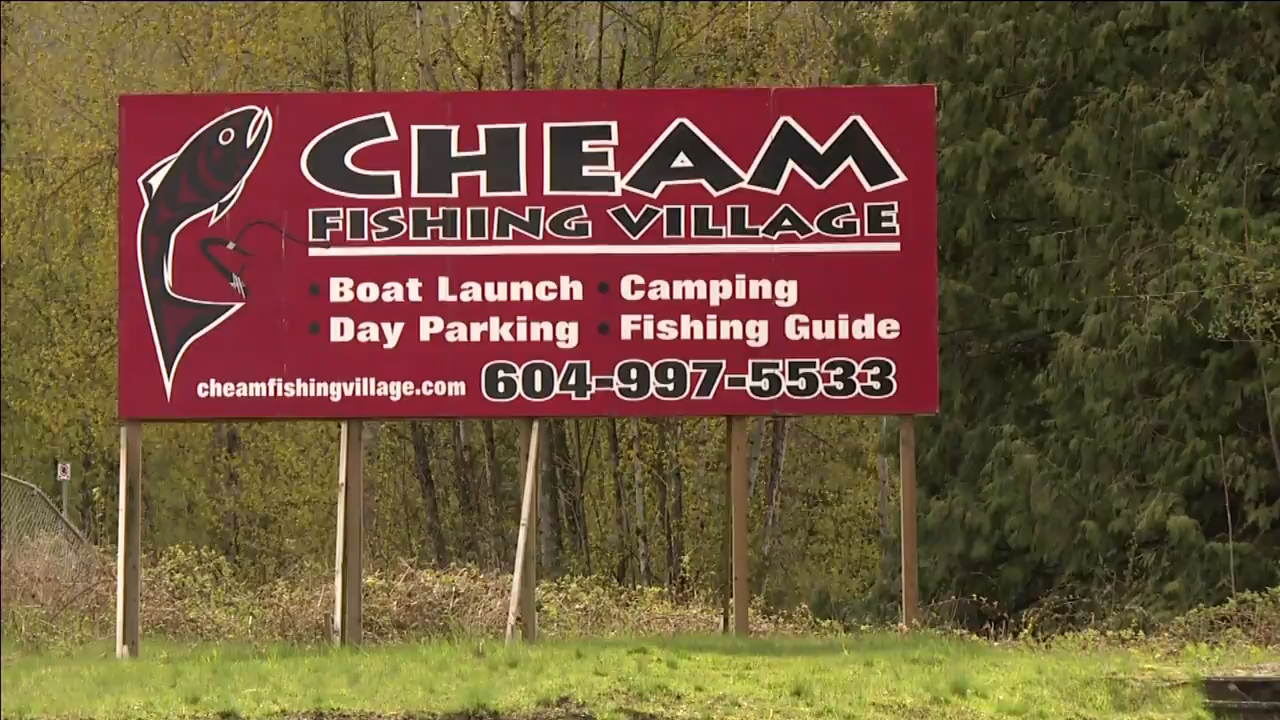 CHEAM
FISHING VILLAGE
• Boat Launch • Camping
• Day Parking • Fishing Guide
cheamfishingvillage.com 604-997-5533